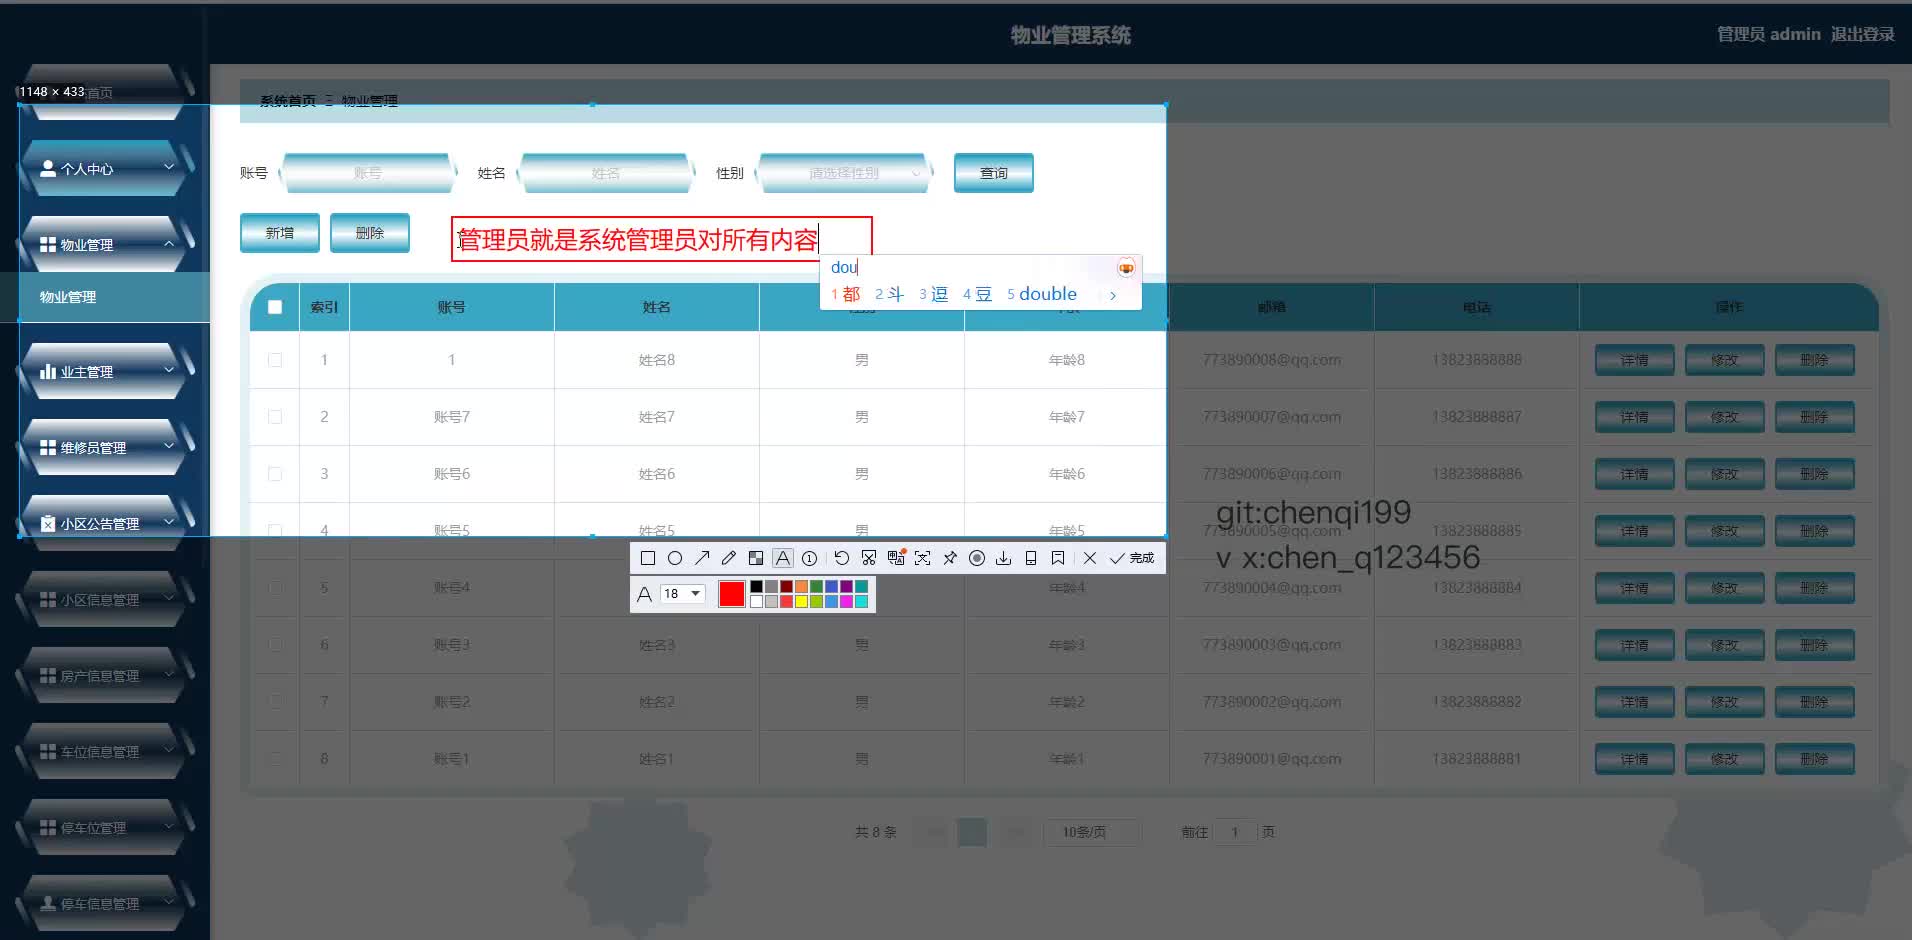 物业管理系统
管理员 admin 退出登录
1148 × 433
首页
系统首页 物业管理
个人中心
账号 账号 姓名 姓名 性别 请选择性别 查询
新增 删除
管理员就是系统管理员对所有内容
dou
1 都 2 斗 3 逗 4 豆 5 double
物业管理
物业管理
业主管理
维修员管理
小区公告管理
小区信息管理
房产信息管理
车位信息管理
停车位管理
停车信息管理
索引 账号 姓名 邮箱 电话 操作
1 1 姓名8 男 年龄8 773890008@qq.com 13823888888 详情 修改 删除
2 账号7 姓名7 男 年龄7 773890007@qq.com 13823888887 详情 修改 删除
3 账号6 姓名6 男 年龄6 773890006@qq.com 13823888886 详情 修改 删除
4 账号5 姓名5 男 年龄5 773890005@qq.com 13823888885 详情 修改 删除
5 账号4 年龄4 773890004@qq.com 13823888884 详情 修改 删除
6 账号3 姓名3 男 年龄3 773890003@qq.com 13823888883 详情 修改 删除
7 账号2 姓名2 男 年龄2 773890002@qq.com 13823888882 详情 修改 删除
8 账号1 姓名1 男 年龄1 773890001@qq.com 13823888881 详情 修改 删除
git:chenqi199
v x:chen_q123456
完成
A 18
共 8 条 10条/页 前往 1 页